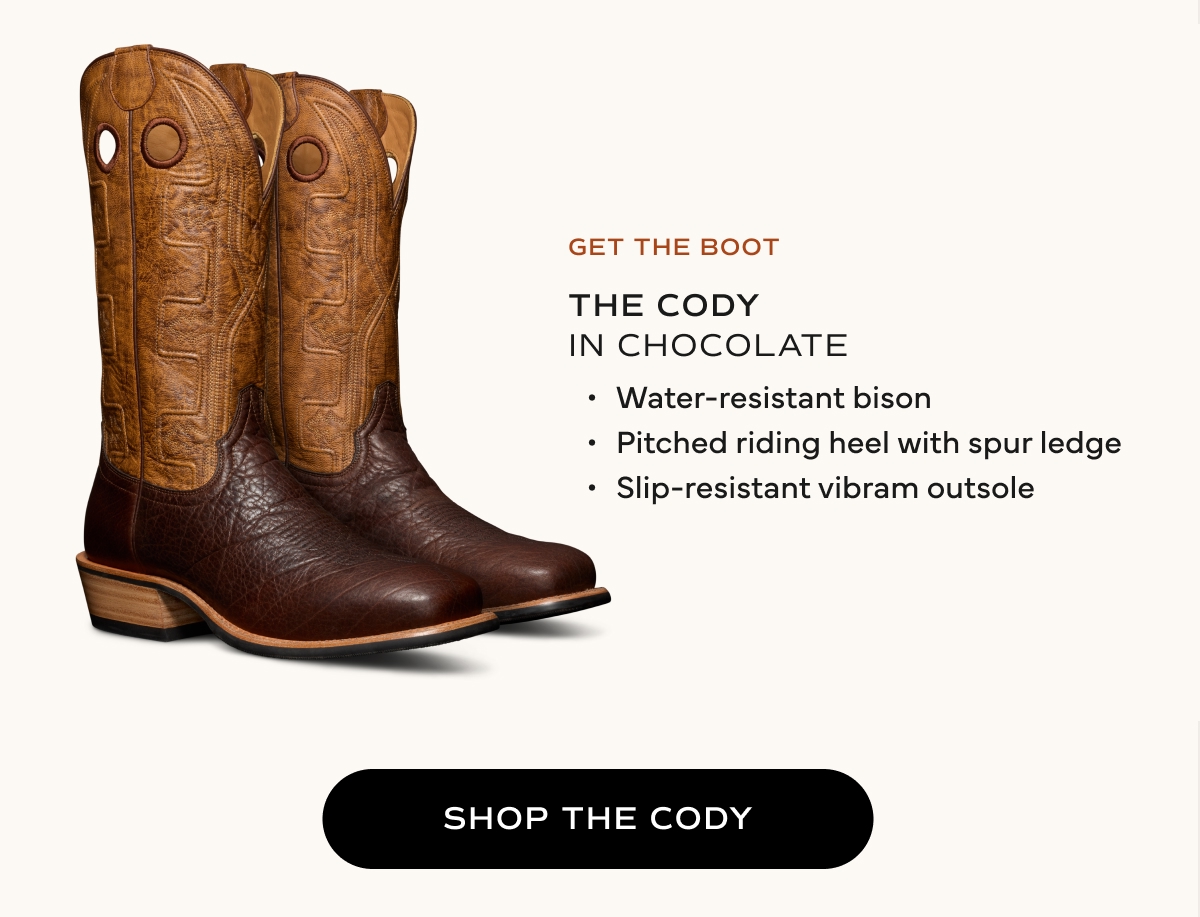 GET THE BOOT
THE CODY
IN CHOCOLATE
• Water-resistant bison
• Pitched riding heel with spur ledge
• Slip-resistant vibram outsole
SHOP THE CODY